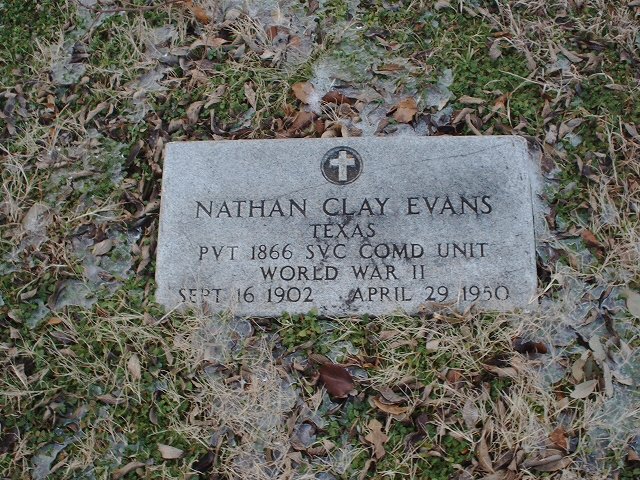 NATHAN CLAY EVANS
TEXAS
PVT 1866 SVC COMD UNIT
WORLD WAR II
SEPT 16 1902 APRIL 29 1950